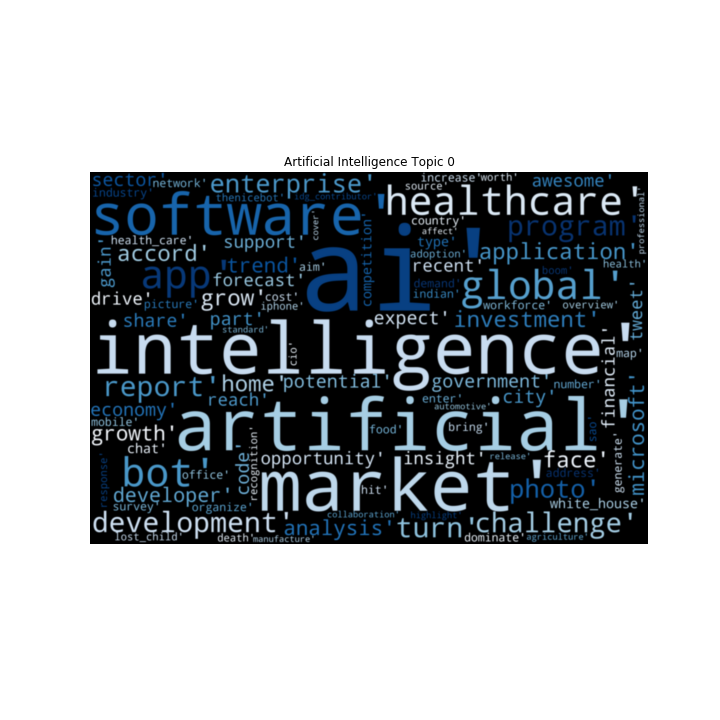 Artificial Intelligence Topic 0
sector' network' enterprise' thenicebot' idg_contributor' increase' worth' source' awesome'
industry' software' cover' healthcare' professional'
health_care' support' competition' country' affect' type' program'
gain' accord' 'trend' aim' ai' adoption' application' recent' health'
app' forecast' demand' boom' global'
drive' picture' grow' cost' iphone' indian' workforce' overview' tweet'
share' part' standard' expect' investment'
intelligence' cio' financial' map'
report' home' potential' government' number'
economy' reach' enter' automotive' city' microsoft'
mobile' artificial' food' bring' sao'
growth' chat' recognition' opportunity' insight' release' face' generate'
response' bot' office' code' market' hit' address'
developer' photo'
survey' organize' collaboration' highlight' white_house'
development' analysis' turn' challenge'
lost_child' death' manufacture' dominate' agriculture'